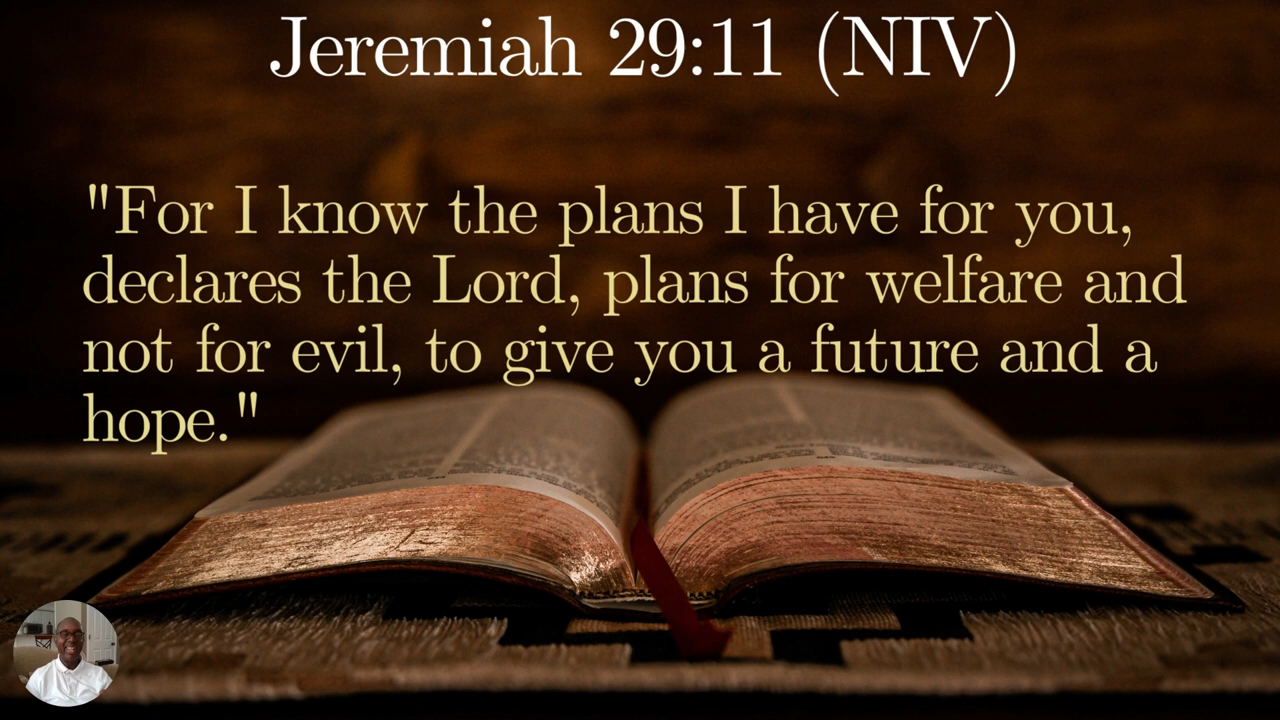 Jeremiah 29:11 (NIV)
"For I know the plans I have for you,
declares the Lord, plans for welfare and
not for evil, to give you a future and a
hope."